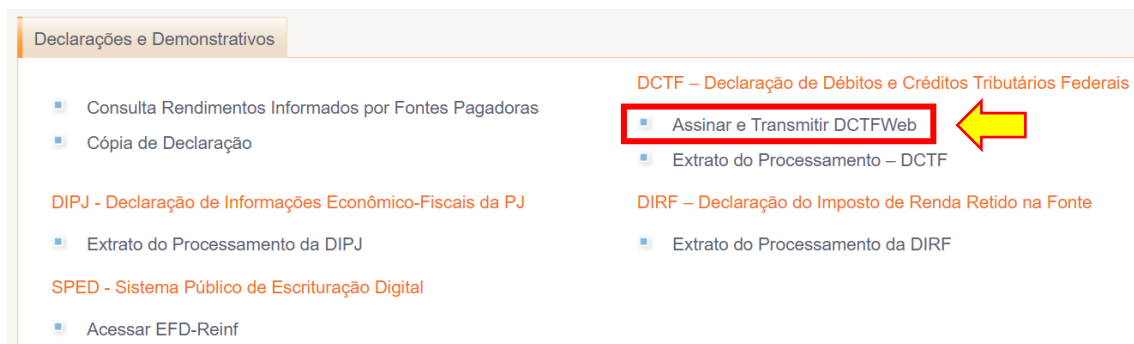 Declarações e Demonstrativos
Consulta Rendimentos Informados por Fontes Pagadoras
Cópia de Declaração
DCTF – Declaração de Débitos e Créditos Tributários Federais
Assinar e Transmitir DCTFWeb
Extrato do Processamento – DCTF
DIPJ - Declaração de Informações Econômico-Fiscais da PJ
Extrato do Processamento da DIPJ
DIRF – Declaração do Imposto de Renda Retido na Fonte
Extrato do Processamento da DIRF
SPED - Sistema Público de Escrituração Digital
Acessar EFD-Reinf